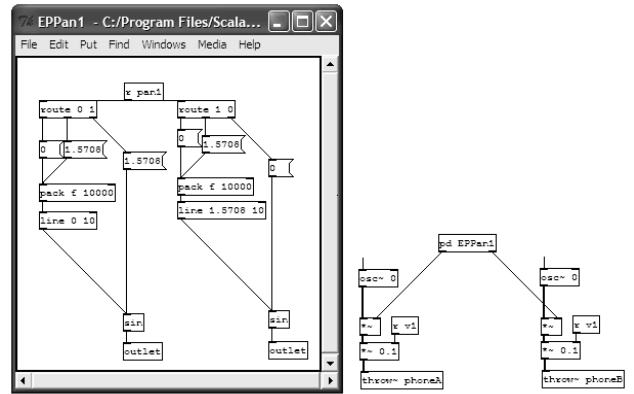 EPPan1 - C:/Program Files/Scala...
File Edit Put Find Windows Media Help
r pan1
route 0 1
route 1 0
0
1.5708
1.5708
0
1.5708
0
pack f 10000
pack f 10000
line 0 10
line 1.5708 10
sin
sin
outlet
outlet
pd EPPan1
osc~ 0
osc~ 0
*~
r v1
*~
r v1
*~ 0.1
*~ 0.1
throw~ phoneA
throw~ phoneB